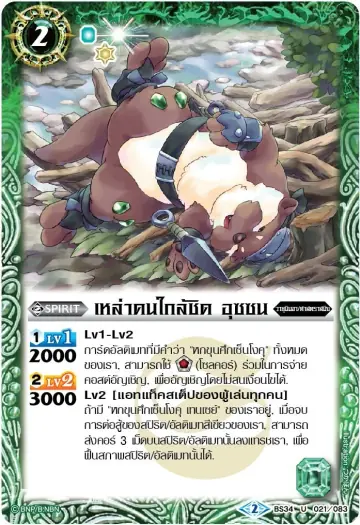 2
SPIRIT เหล่าคนใกล้ชิด อุชชน
1 LV1 2000
2 LV2 3000
Lv1-Lv2
การ์ดอัลติเมทที่มีคำว่า "หกขุนศึกเซ็นโงคุ" ทั้งหมด
ของเรา, สามารถใช้ (โซลคอร์) ร่วมในการจ่าย
คอสต์อัญเชิญ, เพื่ออัญเชิญโดยไม่สนเงื่อนไขได้.
Lv2 [แอทแท็คสเต็ปของผู้เล่นทุกคน]
ถ้ามี "หกขุนศึกเซ็นโงคุ เทนเซย์" ของเราอยู่, เมื่อจบ
การต่อสู้ของสปิริต/อัลติเมทสีเขียวของเรา, สามารถ
ส่งคอร์ 3 เม็ดบนสปิริต/อัลติเมทนั้นลงแทรชเรา, เพื่อ
ฟื้นสภาพสปิริต/อัลติเมทนั้นได้.
©BNP/B.NBN 2 BS34 U 021/083